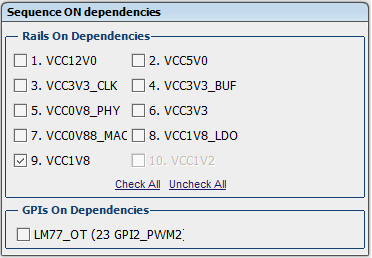 Sequence ON dependencies
Rails On Dependencies
1. VCC12V0 2. VCC5V0
3. VCC3V3_CLK 4. VCC3V3_BUF
5. VCC0V8_PHY 6. VCC3V3
7. VCC0V88_MAC 8. VCC1V8_LDO
9. VCC1V8 10. VCC1V2
Check All Uncheck All
GPIs On Dependencies
LM77_OT (23 GPI2_PWM2)